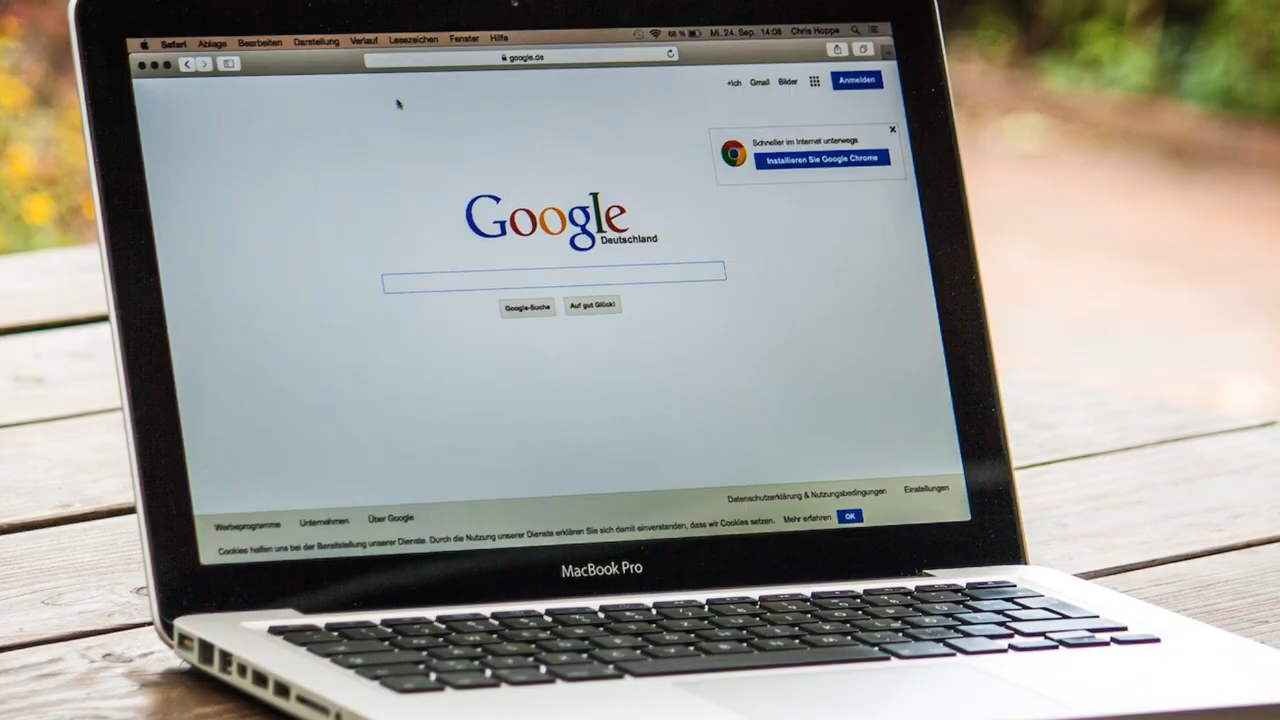 Safari Ablage Bearbeiten Darstellung Verlauf Lesezeichen Fenster Hilfe 68 % Mi. 24. Sep. 14:08 Chris Hoppe
google.de
+Ich Gmail Bilder Anmelden
Schneller im Internet unterwegs
Installieren Sie Google Chrome
Google
Deutschland
Google-Suche Auf gut Glück!
Datenschutzerklärung & Nutzungsbedingungen Einstellungen
Werbeprogramme Unternehmen Über Google
Cookies helfen uns bei der Bereitstellung unserer Dienste. Durch die Nutzung unserer Dienste erklären Sie sich damit einverstanden, dass wir Cookies setzen. Mehr erfahren OK
MacBook Pro